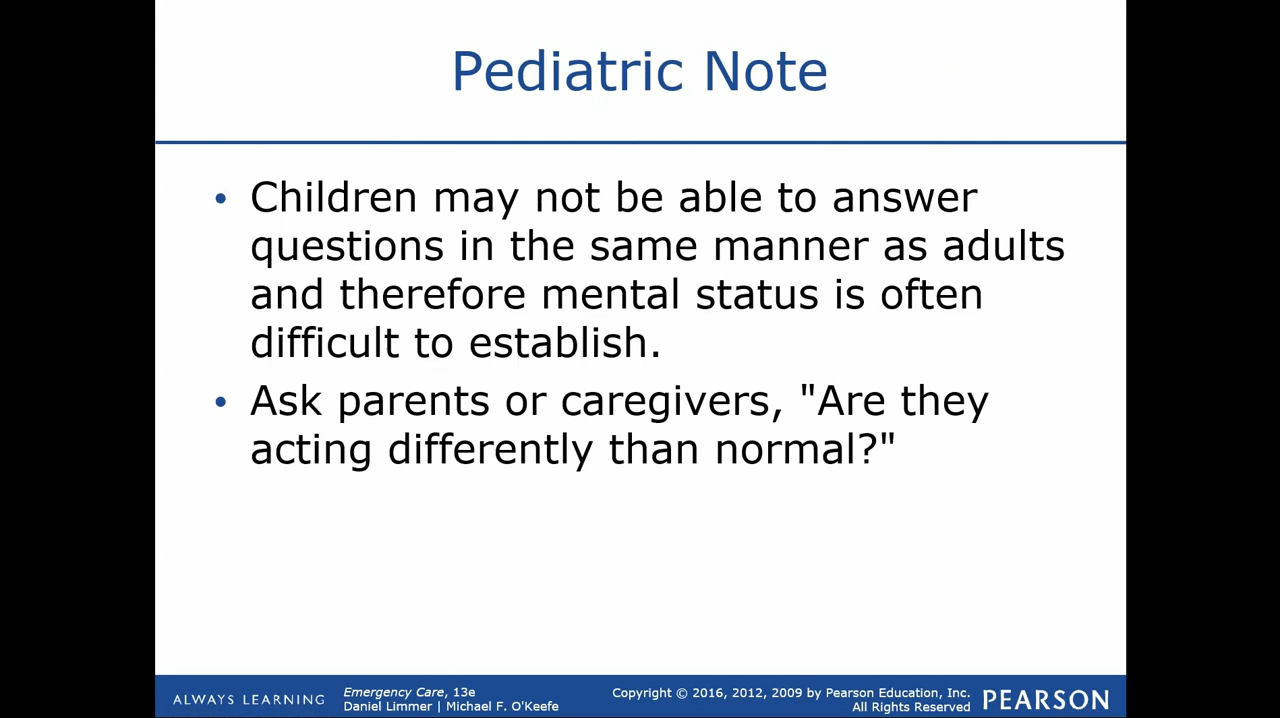 Pediatric Note
• Children may not be able to answer
questions in the same manner as adults
and therefore mental status is often
difficult to establish.
• Ask parents or caregivers, "Are they
acting differently than normal?"
ALWAYS LEARNING
Emergency Care, 13e
Daniel Limmer | Michael F. O'Keefe
Copyright © 2016, 2012, 2009 by Pearson Education, Inc.
All Rights Reserved
PEARSON